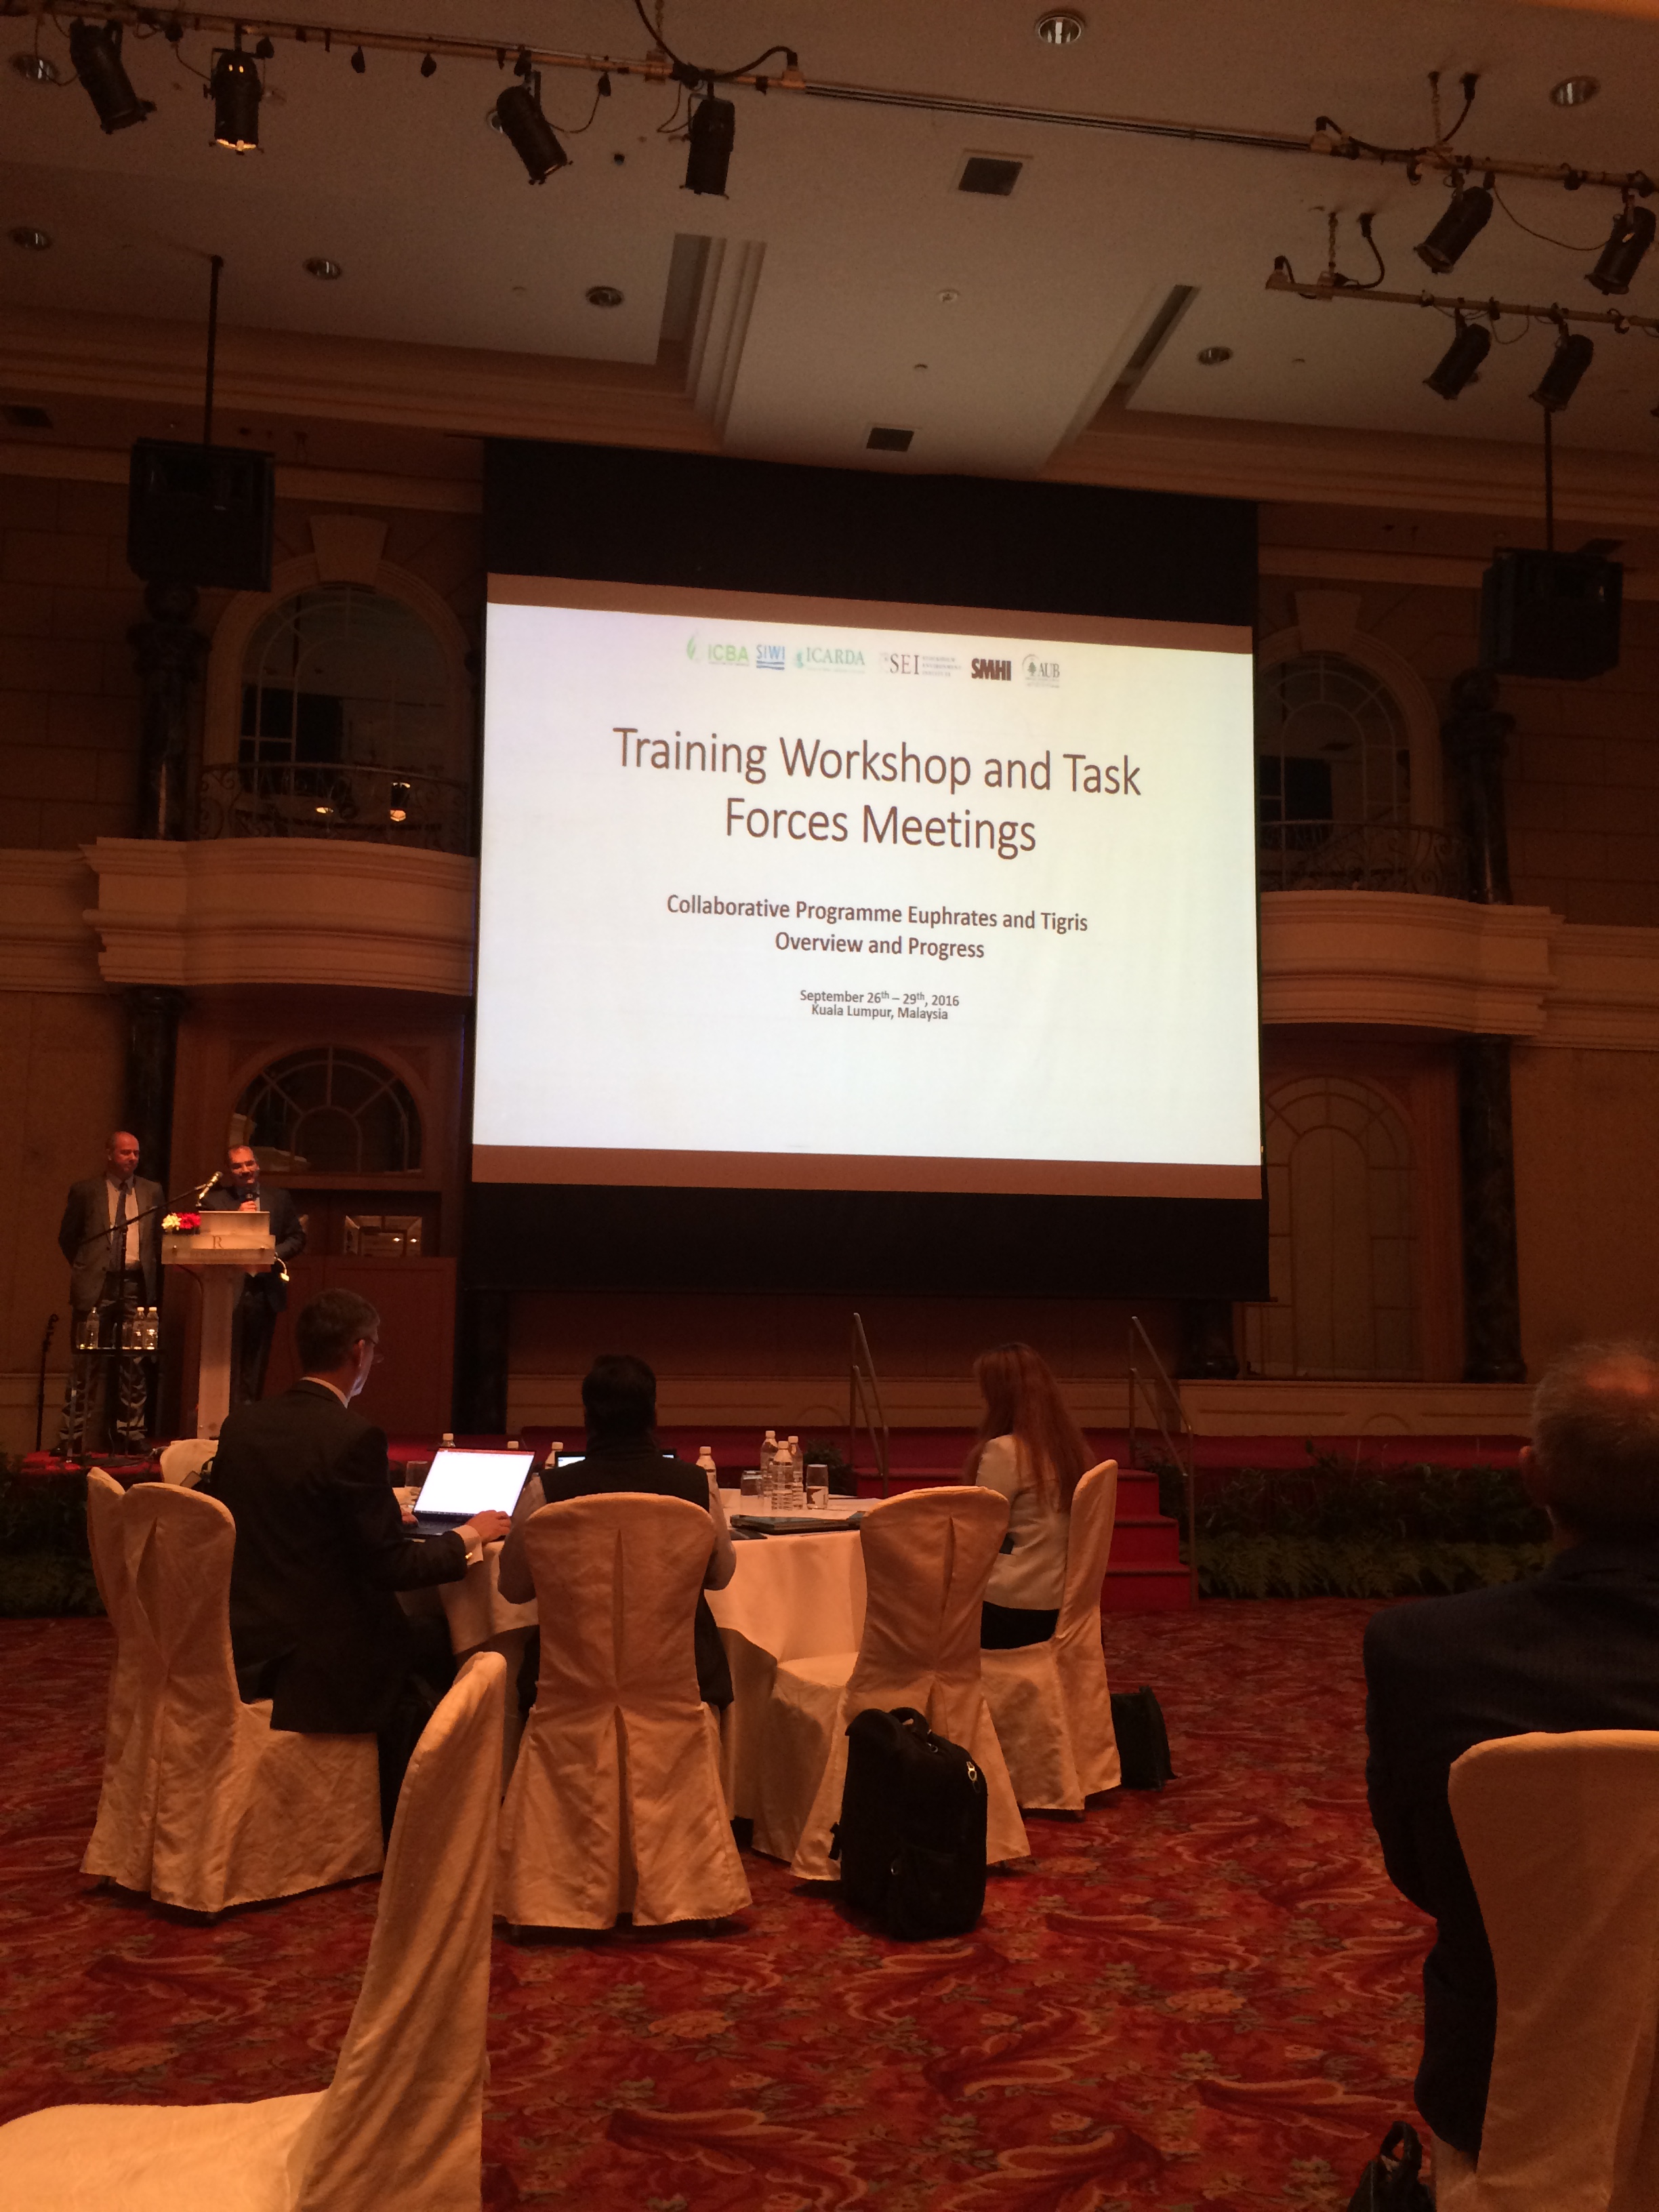 ICBA SIWI ICARDA SEI SMHI AUB
Training Workshop and Task
Forces Meetings
Collaborative Programme Euphrates and Tigris
Overview and Progress
September 26th – 29th, 2016
Kuala Lumpur, Malaysia
R